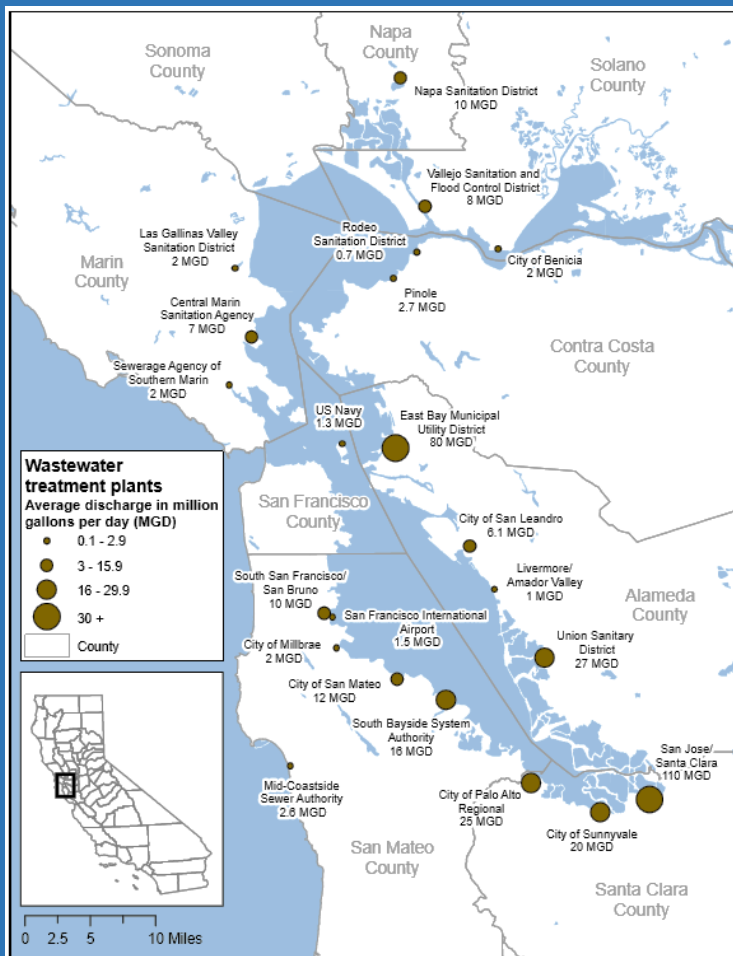 Sonoma
County
Napa
County
Solano
County
Napa Sanitation District
10 MGD
Vallejo Sanitation and
Flood Control District
8 MGD
Las Gallinas Valley
Sanitation District
2 MGD
Rodeo
Sanitation District
0.7 MGD
City of Benicia
2 MGD
Marin
County
Pinole
2.7 MGD
Central Marin
Sanitation Agency
7 MGD
Contra Costa
County
Sewerage Agency of
Southern Marin
2 MGD
US Navy
1.3 MGD
East Bay Municipal
Utility District
80 MGD
Wastewater
treatment plants
Average discharge in million
gallons per day (MGD)
0.1 - 2.9
3 - 15.9
16 - 29.9
30 +
County
San Francisco
County
City of San Leandro
6.1 MGD
Livermore/
Amador Valley
1 MGD
Alameda
County
South San Francisco/
San Bruno
10 MGD
San Francisco International
Airport
1.5 MGD
Union Sanitary
District
27 MGD
City of Millbrae
2 MGD
City of San Mateo
12 MGD
South Bayside System
Authority
16 MGD
San Jose/
Santa Clara
110 MGD
Mid-Coastside
Sewer Authority
2.6 MGD
City of Palo Alto
Regional
25 MGD
City of Sunnyvale
20 MGD
San Mateo
County
Santa Clara
County
0 2.5 5 10 Miles